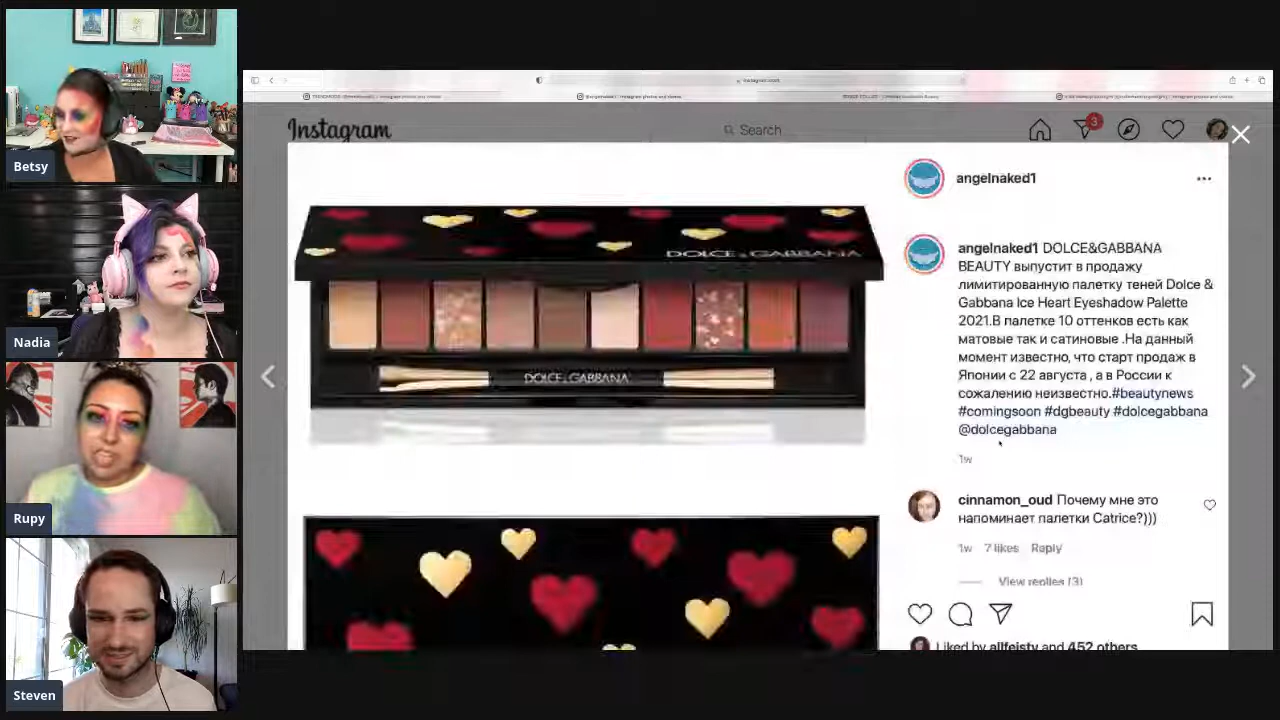 Betsy
Nadia
Rupy
Steven
Instagram
Search
3
DOLCE & GABBANA
DOLCE & GABBANA
angelnaked1
angelnaked1 DOLCE&GABBANA
BEAUTY выпустит в продажу
лимитированную палетку теней Dolce &
Gabbana Ice Heart Eyeshadow Palette
2021.В палетке 10 оттенков есть как
матовые так и сатиновые .На данный
момент известно, что старт продаж в
Японии с 22 августа , а в России к
сожалению неизвестно.#beautynews
#comingsoon #dgbeauty #dolcegabbana
@dolcegabbana
1w
cinnamon_oud Почему мне это
напоминает палетки Catrice?)))
1w 7 likes Reply
View replies (3)
Liked by allfeisty and 452 others